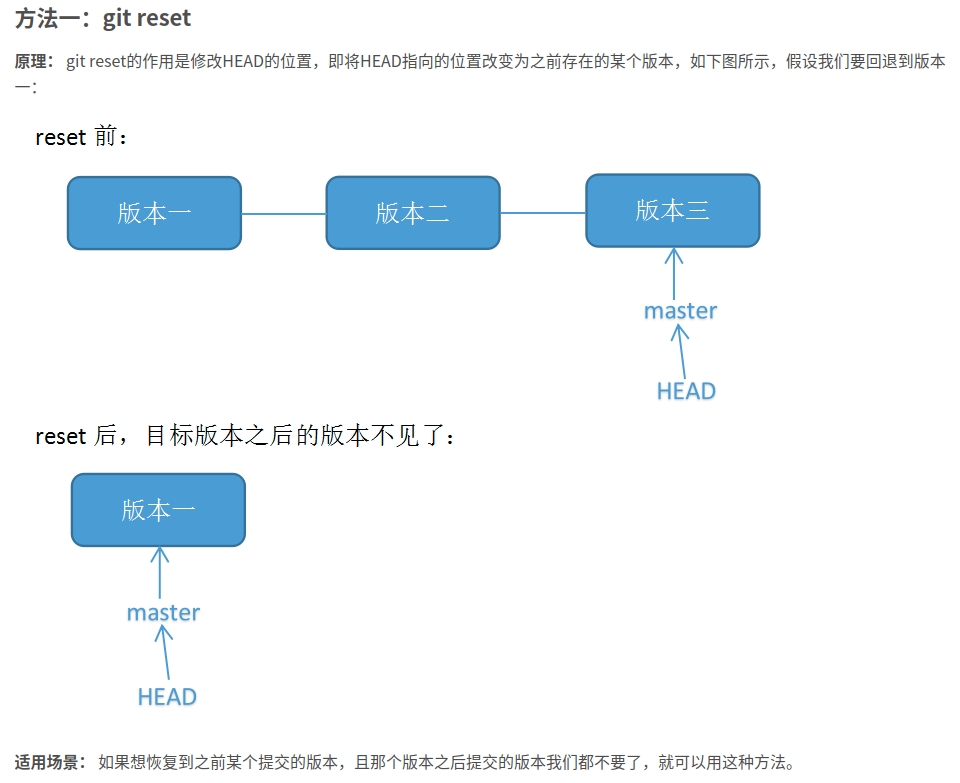 方法一：git reset
原理： git reset的作用是修改HEAD的位置，即将HEAD指向的位置改变为之前存在的某个版本，如下图所示，假设我们要回退到版本
一：
reset 前：
版本一 版本二 版本三
master
HEAD
reset 后，目标版本之后的版本不见了：
版本一
master
HEAD
适用场景： 如果想恢复到之前某个提交的版本，且那个版本之后提交的版本我们都不要了，就可以用这种方法。